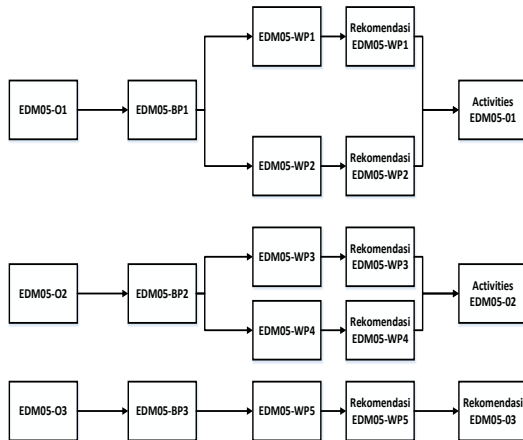 EDM05-WP1
Rekomendasi
EDM05-WP1
EDM05-O1
EDM05-BP1
Activities
EDM05-01
EDM05-WP2
Rekomendasi
EDM05-WP2
EDM05-WP3
Rekomendasi
EDM05-WP3
EDM05-O2
EDM05-BP2
Activities
EDM05-02
EDM05-WP4
Rekomendasi
EDM05-WP4
EDM05-O3
EDM05-BP3
EDM05-WP5
Rekomendasi
EDM05-WP5
Rekomendasi
EDM05-03